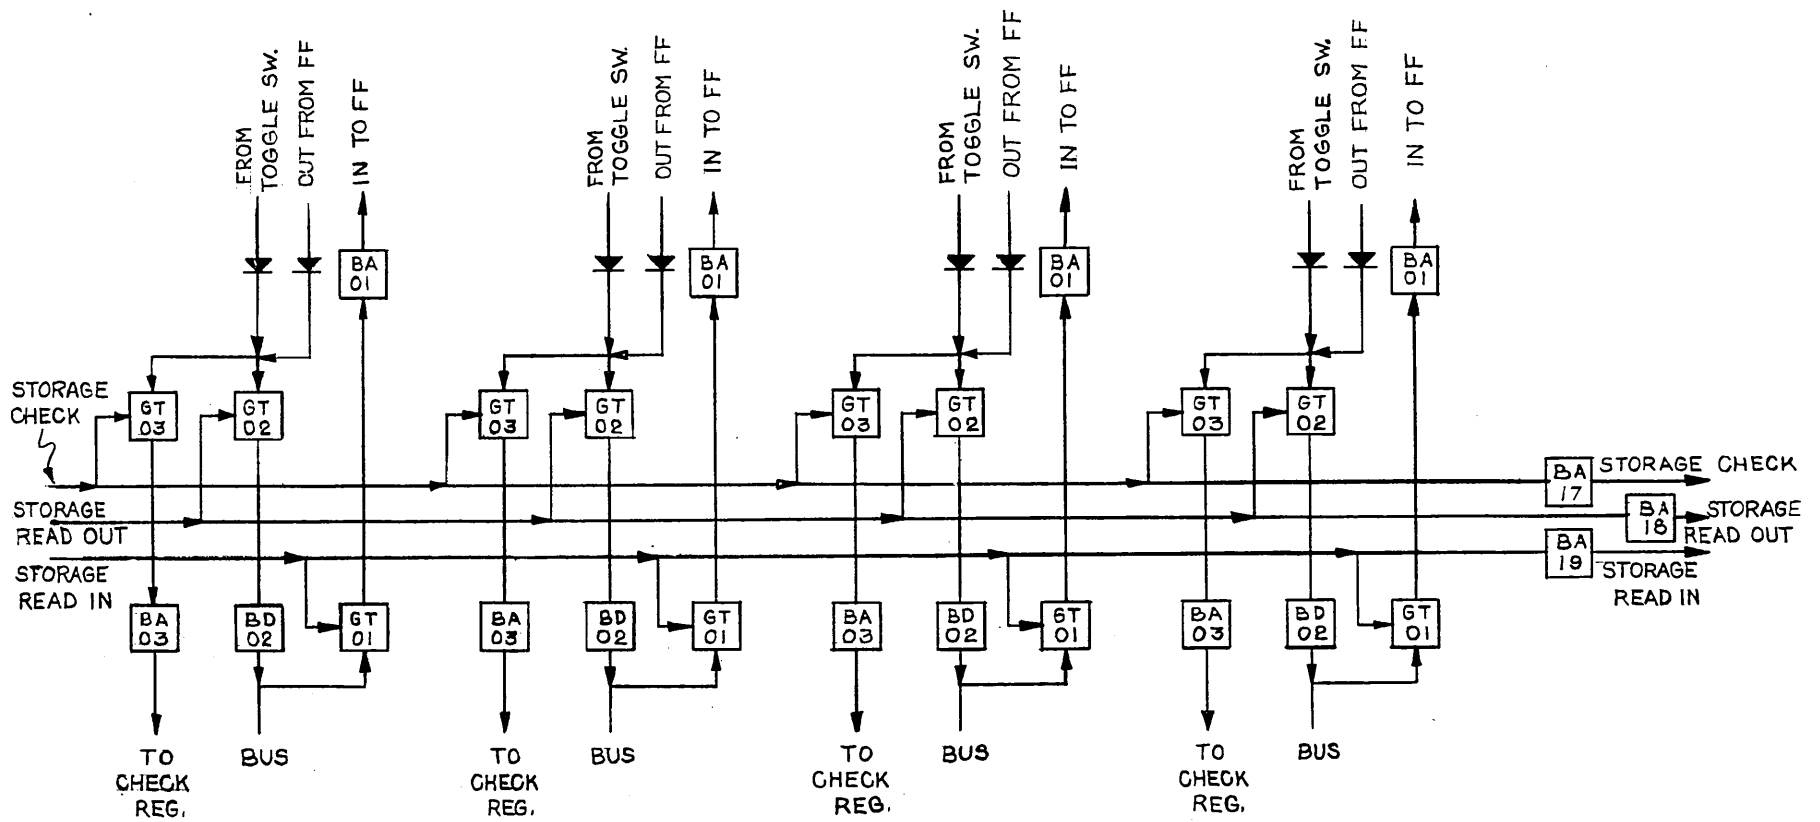 FROM
TOGGLE SW.
OUT FROM FF
IN TO FF
FROM
TOGGLE SW.
OUT FROM FF
IN TO FF
FROM
TOGGLE SW.
OUT FROM FF
IN TO FF
FROM
TOGGLE SW.
OUT FROM FF
IN TO FF
BA
01
BA
01
BA
01
BA
01
STORAGE
CHECK
GT
03
GT
02
GT
03
GT
02
GT
03
GT
02
GT
03
GT
02
BA
17
STORAGE CHECK
STORAGE
READ OUT
BA
18
STORAGE
READ OUT
STORAGE
READ IN
BA
19
STORAGE
READ IN
BA
03
BD
02
GT
01
BA
03
BD
02
GT
01
BA
03
BD
02
GT
01
BA
03
BD
02
GT
01
TO
CHECK
REG.
BUS
TO
CHECK
REG.
BUS
TO
CHECK
REG.
BUS
TO
CHECK
REG.
BUS